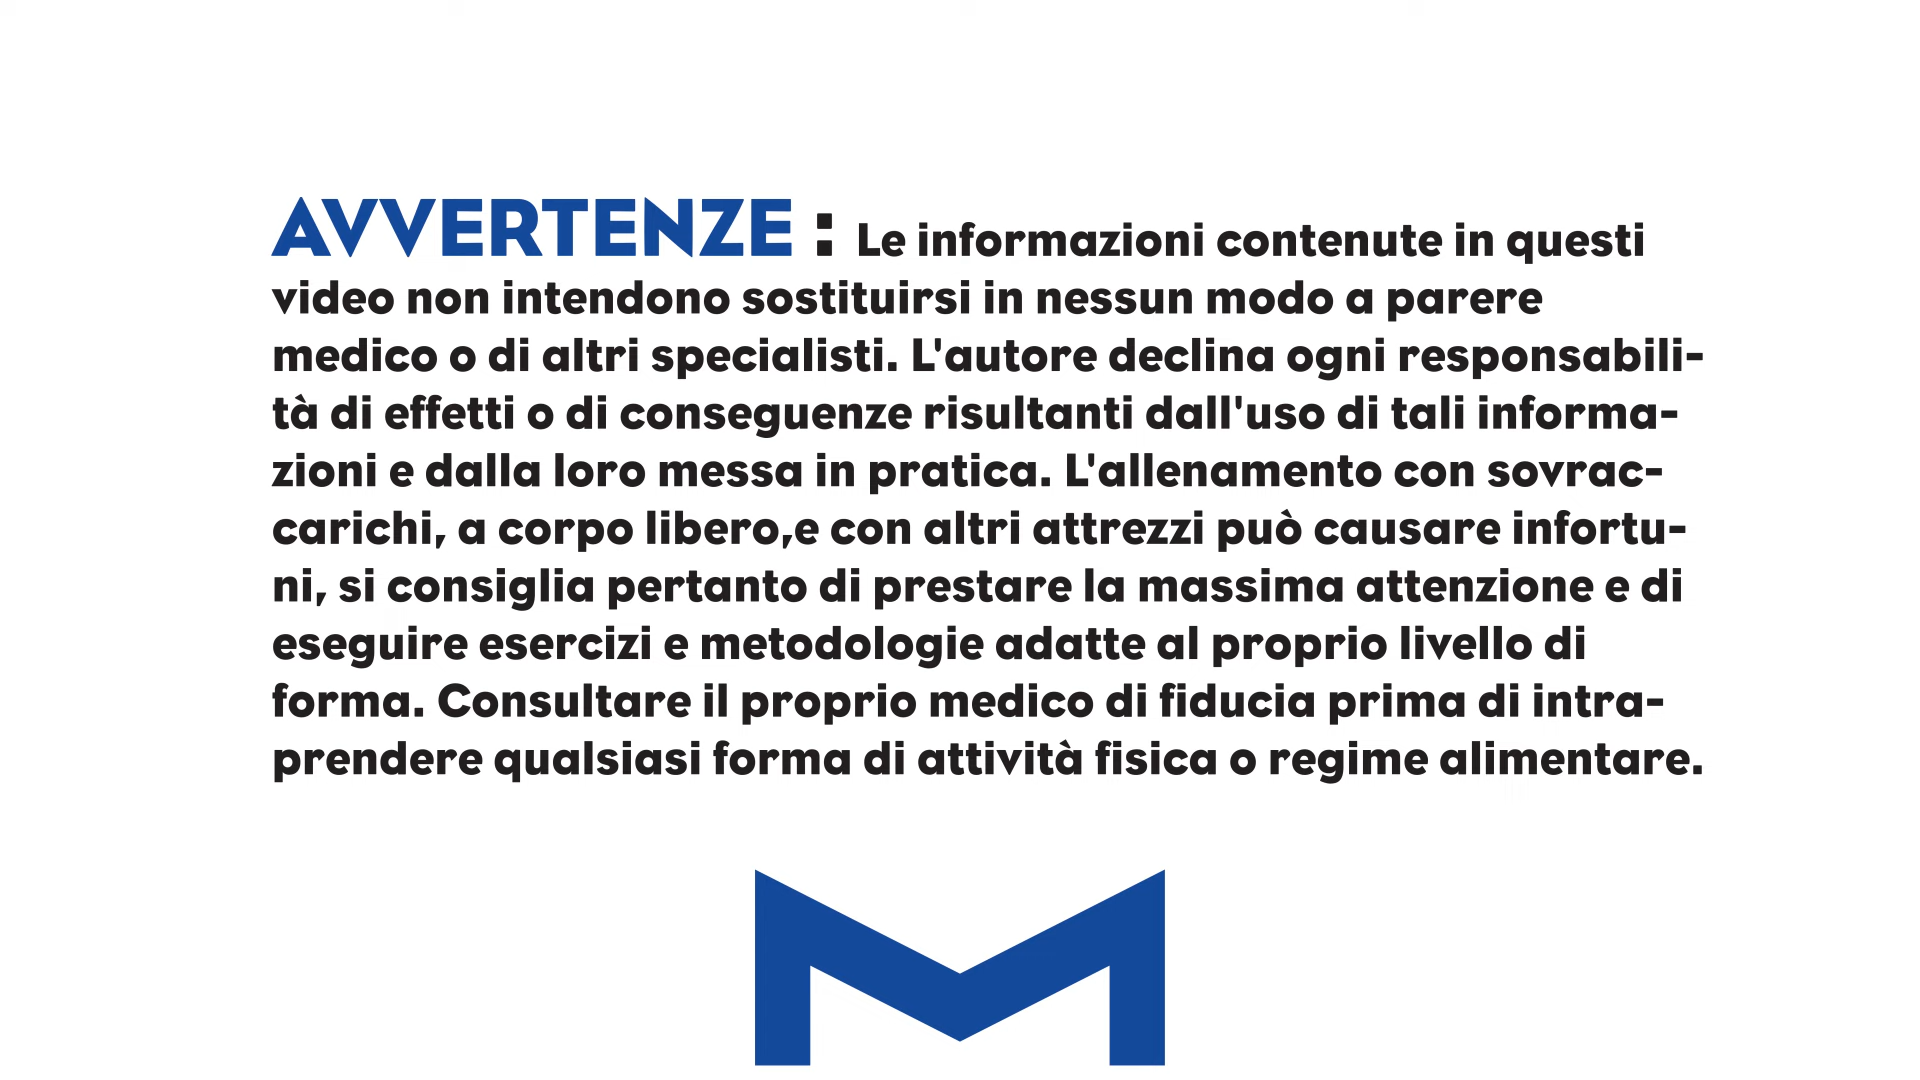 AVVERTENZE : Le informazioni contenute in questi
video non intendono sostituirsi in nessun modo a parere
medico o di altri specialisti. L'autore declina ogni responsabili-
tà di effetti o di conseguenze risultanti dall'uso di tali informa-
zioni e dalla loro messa in pratica. L'allenamento con sovrac-
carichi, a corpo libero,e con altri attrezzi può causare infortu-
ni, si consiglia pertanto di prestare la massima attenzione e di
eseguire esercizi e metodologie adatte al proprio livello di
forma. Consultare il proprio medico di fiducia prima di intra-
prendere qualsiasi forma di attività fisica o regime alimentare.
M